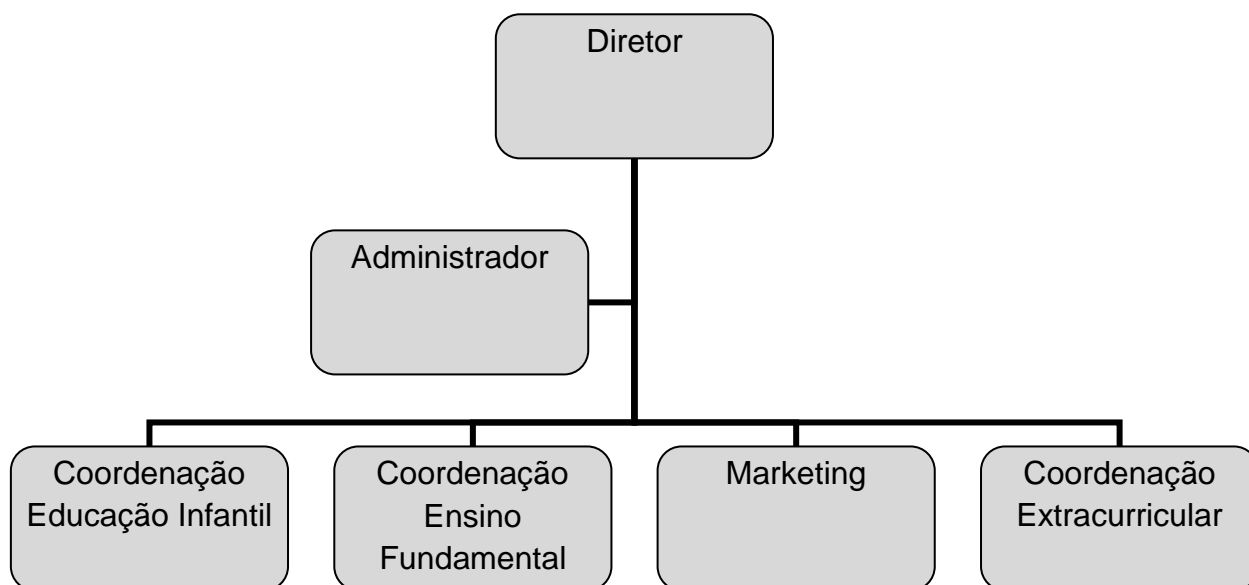 Diretor
Administrador
Coordenação
Educação Infantil
Coordenação
Ensino
Fundamental
Marketing
Coordenação
Extracurricular